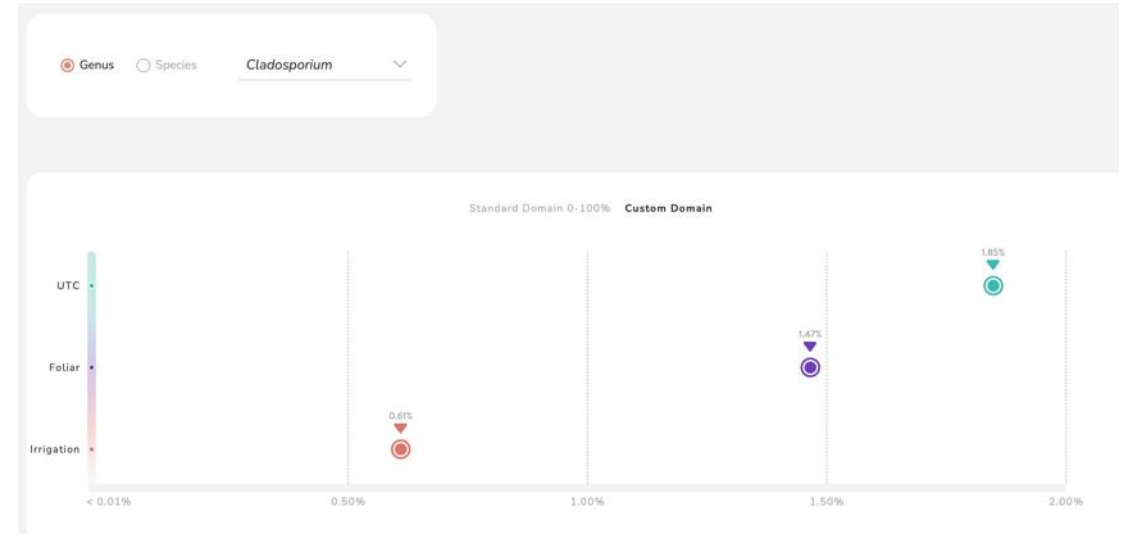 Genus Species Cladosporium
Standard Domain 0-100% Custom Domain
1.85%
UTC
1.47%
Foliar
0.61%
Irrigation
< 0.01% 0.50% 1.00% 1.50% 2.00%